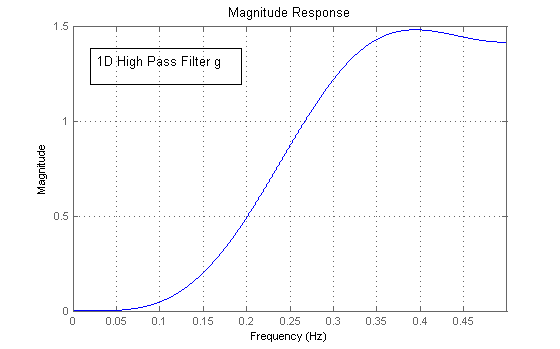 Magnitude Response
1D High Pass Filter g
Magnitude
1.5
1
0.5
0
0 0.05 0.1 0.15 0.2 0.25 0.3 0.35 0.4 0.45
Frequency (Hz)